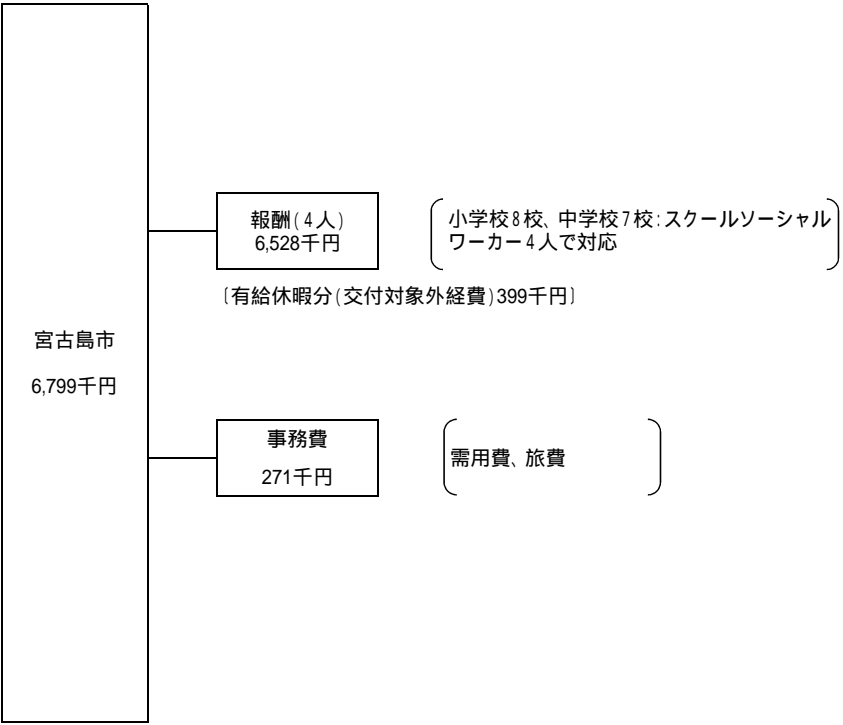 報酬(4人)
6,528千円
小学校8校、中学校7校:スクールソーシャル
ワーカー4人で対応
〔有給休暇分(交付対象外経費)399千円〕
宮古島市
6,799千円
事務費
271千円
需用費、旅費